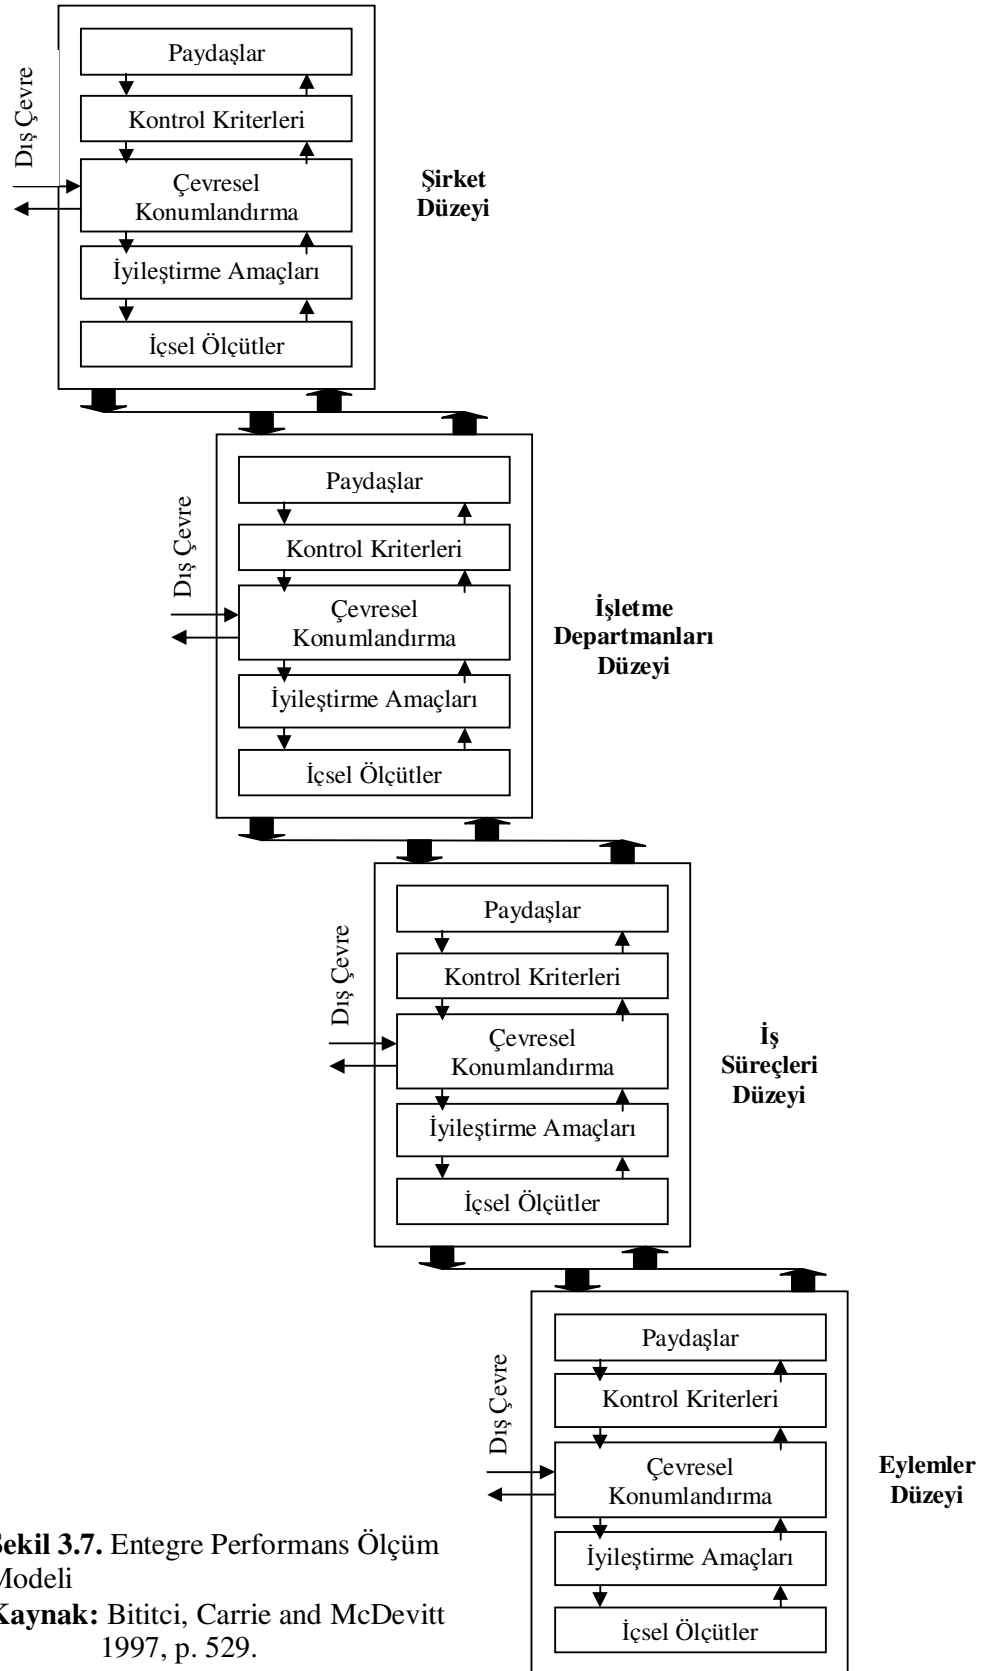 Paydaşlar
Kontrol Kriterleri
Dış Çevre
Çevresel
Konumlandırma
İyileştirme Amaçları
İçsel Ölçütler
Şirket
Düzeyi
Paydaşlar
Kontrol Kriterleri
Dış Çevre
Çevresel
Konumlandırma
İyileştirme Amaçları
İçsel Ölçütler
İşletme
Departmanları
Düzeyi
Paydaşlar
Kontrol Kriterleri
Dış Çevre
Çevresel
Konumlandırma
İyileştirme Amaçları
İçsel Ölçütler
İş
Süreçleri
Düzeyi
Paydaşlar
Kontrol Kriterleri
Dış Çevre
Çevresel
Konumlandırma
İyileştirme Amaçları
İçsel Ölçütler
Eylemler
Düzeyi
Şekil 3.7. Entegre Performans Ölçüm
Modeli
Kaynak: Bititci, Carrie and McDevitt
1997, p. 529.